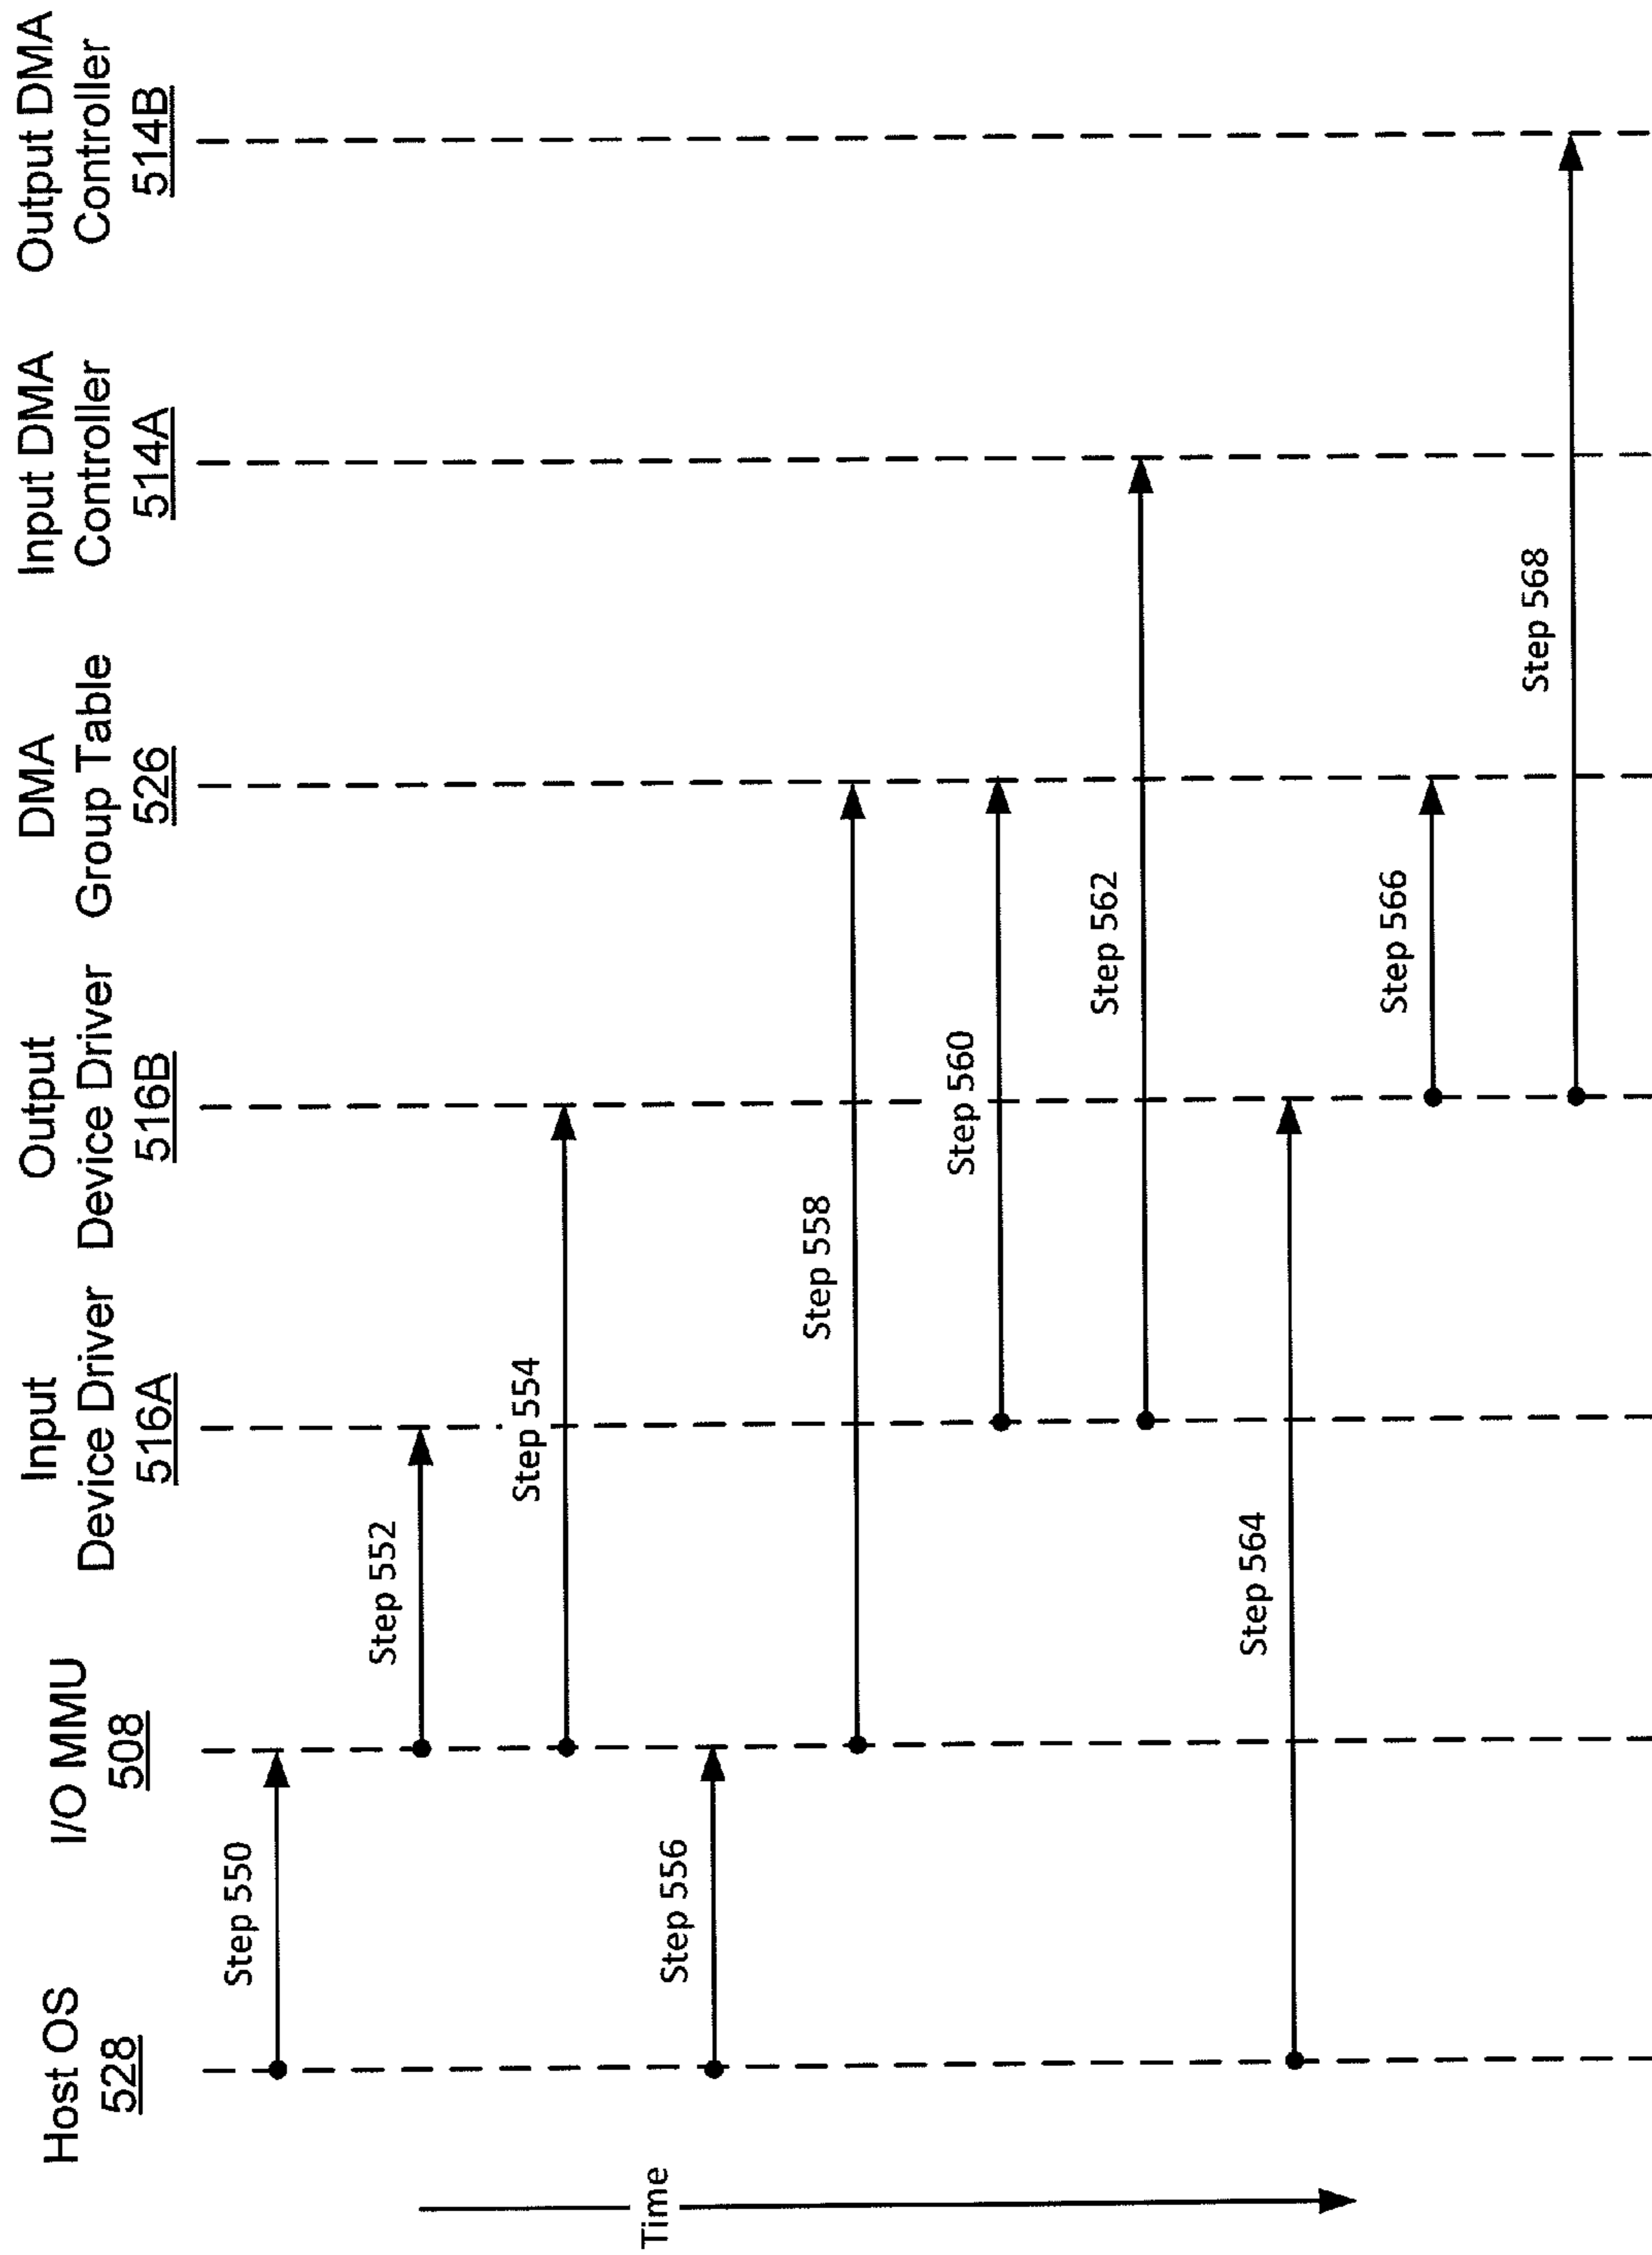 Host OS
528
I/O MMU
508
Input
Device Driver
516A
Output
Device Driver
516B
DMA
Group Table
526
Input DMA
Controller
514A
Output DMA
Controller
514B
Time
Step 550
Step 552
Step 554
Step 556
Step 558
Step 560
Step 562
Step 564
Step 566
Step 568